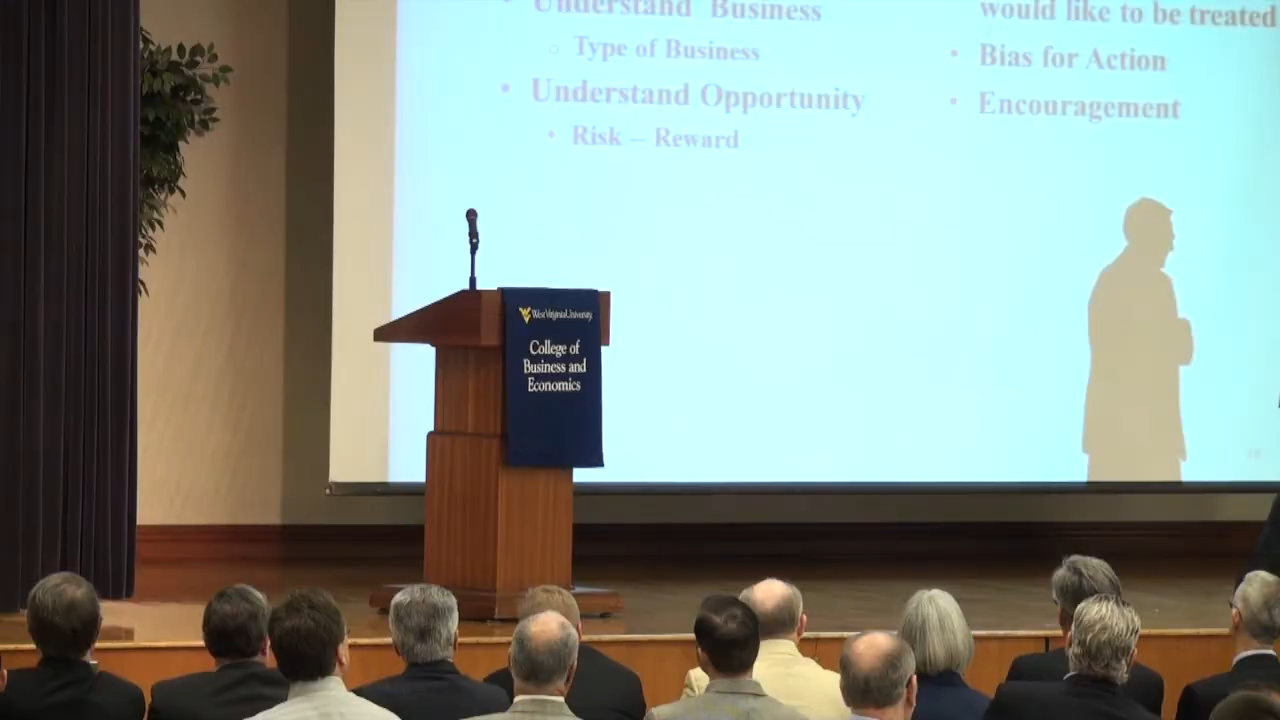 • Understand Business
○ Type of Business
• Understand Opportunity
• Risk – Reward
would like to be treated
• Bias for Action
• Encouragement
West Virginia University
College of
Business and
Economics